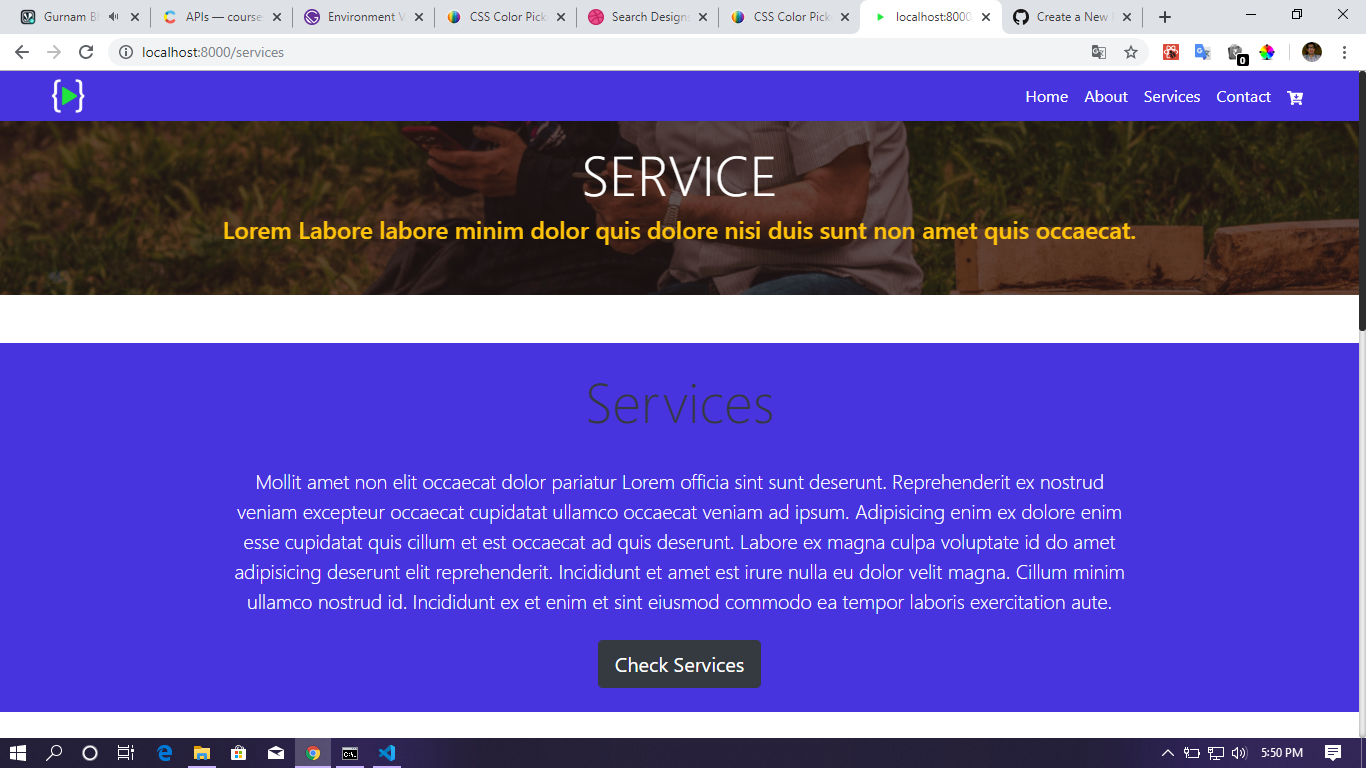 Gurnam Bl
APIs — course
Environment V
CSS Color Pick
Search Design
CSS Color Pick
localhost:8000
Create a New
localhost:8000/services
0
Home About Services Contact
SERVICE
Lorem Labore labore minim dolor quis dolore nisi duis sunt non amet quis occaecat.
Services
Mollit amet non elit occaecat dolor pariatur Lorem officia sint sunt deserunt. Reprehenderit ex nostrud
veniam excepteur occaecat cupidatat ullamco occaecat veniam ad ipsum. Adipisicing enim ex dolore enim
esse cupidatat quis cillum et est occaecat ad quis deserunt. Labore ex magna culpa voluptate id do amet
adipisicing deserunt elit reprehenderit. Incididunt et amet est irure nulla eu dolor velit magna. Cillum minim
ullamco nostrud id. Incididunt ex et enim et sint eiusmod commodo ea tempor laboris exercitation aute.
Check Services
5:50 PM